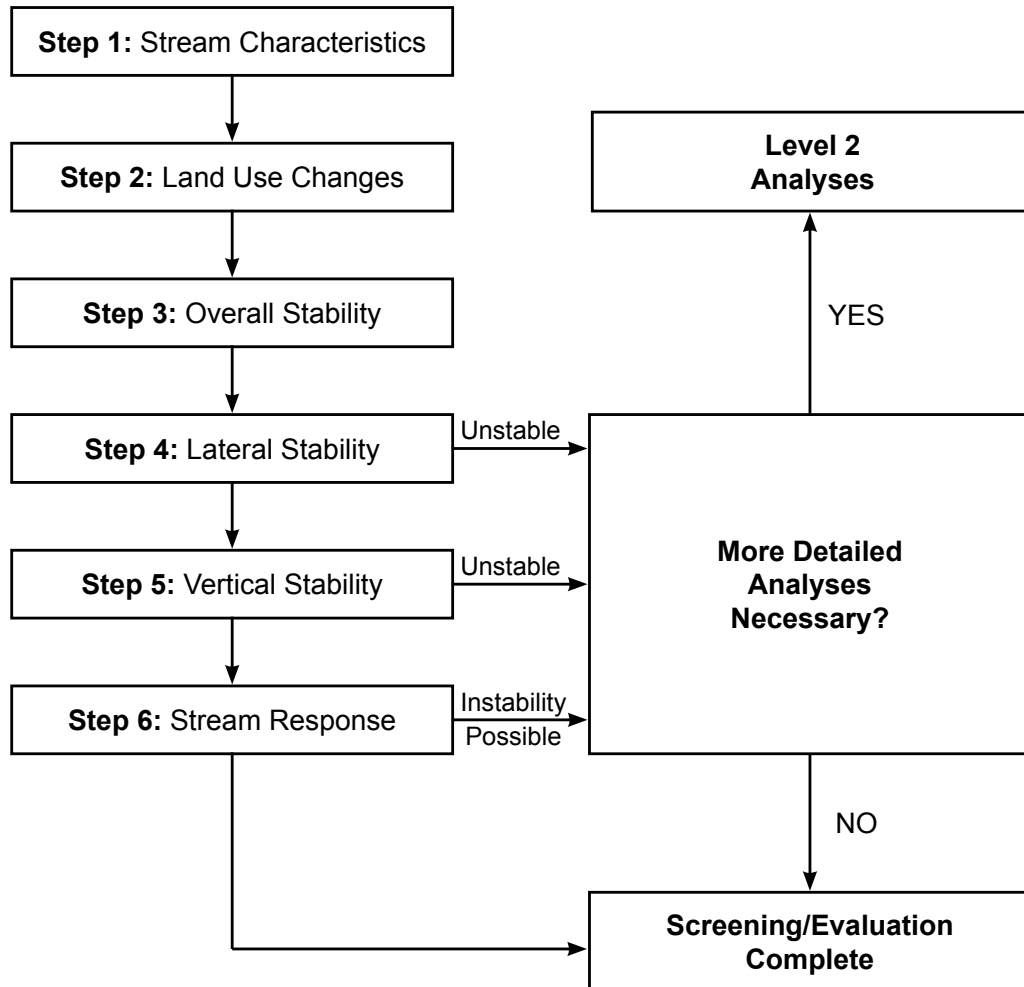 Step 1: Stream Characteristics
Step 2: Land Use Changes
Step 3: Overall Stability
Step 4: Lateral Stability
Unstable
Step 5: Vertical Stability
Unstable
Step 6: Stream Response
Instability
Possible
Level 2
Analyses
YES
More Detailed
Analyses
Necessary?
NO
Screening/Evaluation
Complete